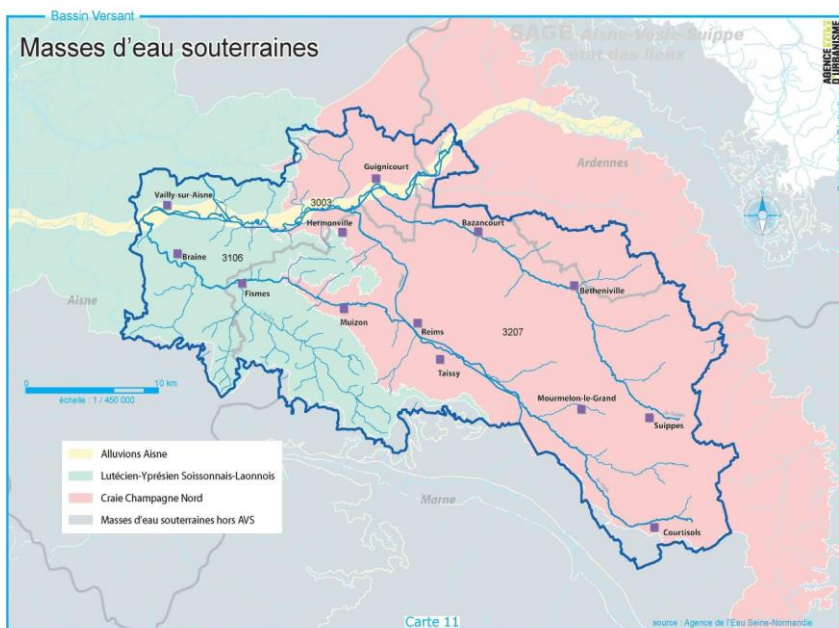 Bassin Versant
Masses d'eau souterraines
SAGE Aisne-Vesle-Suippe
état des lieux
AGENCE
D'URBANISME
Ardennes
Guignicourt
Vailly-sur-Aisne
3003
Hermonville
Bazancourt
Braine
3106
Aisne
Fismes
Betheniville
Muizon
Reims
3207
Taissy
0 10 km
échelle : 1 / 450 000
Mourmelon-le-Grand
Suippes
Alluvions Aisne
Lutécien-Yprésien Soissonnais-Laonnois
Craie Champagne Nord
Masses d'eau souterraines hors AVS
Marne
Courtisols
Carte 11
source : Agence de l'Eau Seine-Normandie